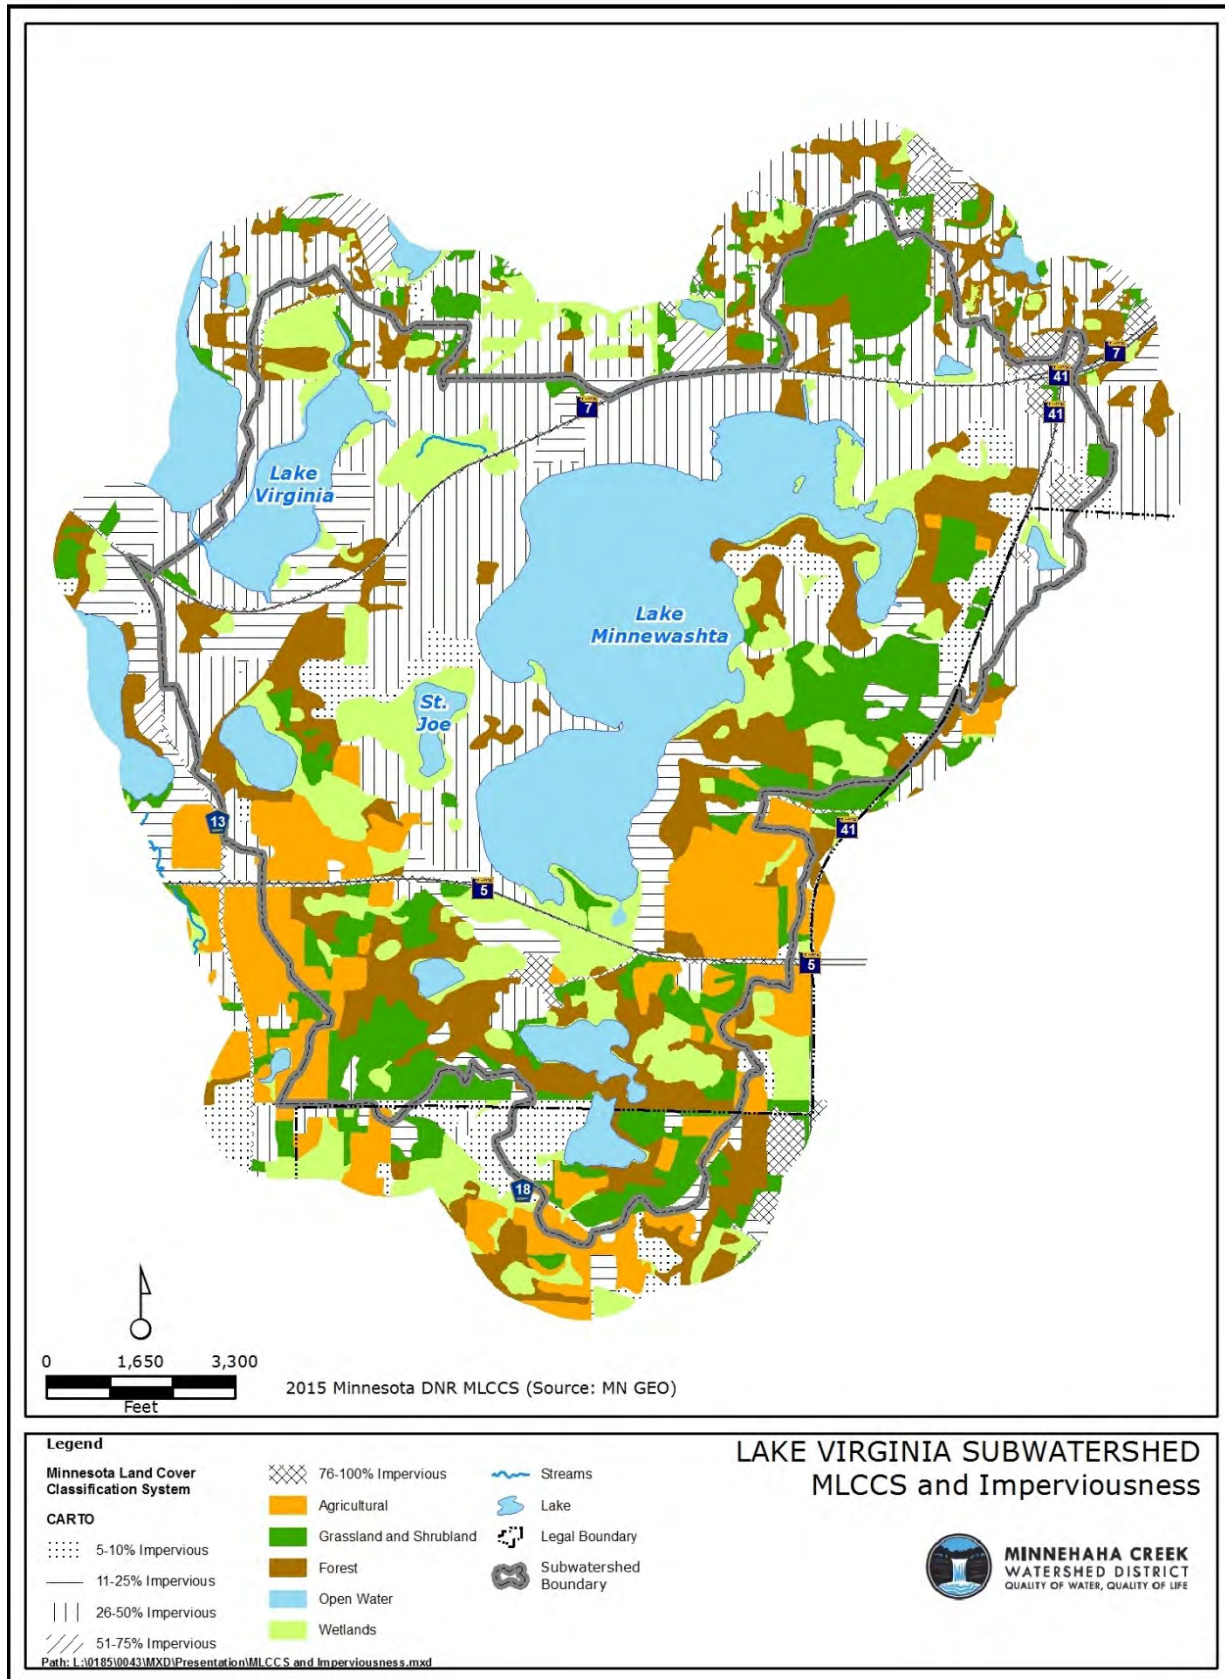 7
41
41
7
Lake
Virginia
Lake
Minnewashta
St.
Joe
13
41
5
5
18
0 1,650 3,300
Feet
2015 Minnesota DNR MLCCS (Source: MN GEO)
Legend
Minnesota Land Cover
Classification System
CARTO
5-10% Impervious
11-25% Impervious
26-50% Impervious
51-75% Impervious
76-100% Impervious
Agricultural
Grassland and Shrubland
Forest
Open Water
Wetlands
Streams
Lake
Legal Boundary
Subwatershed
Boundary
LAKE VIRGINIA SUBWATERSHED
MLCCS and Imperviousness
MINNEHAHA CREEK
WATERSHED DISTRICT
QUALITY OF WATER, QUALITY OF LIFE
Path: L:\0185\0043\MXD\Presentation\MLCCS and Imperviousness.mxd